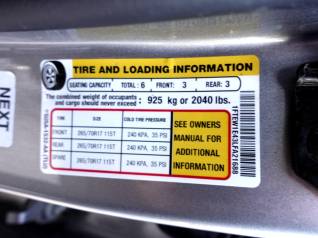 TIRE AND LOADING INFORMATION
SEATING CAPACITY TOTAL: 6 FRONT: 3 REAR: 3
The combined weight of occupants and cargo should never exceed: 925 kg or 2040 lbs.
TIRE SIZE COLD TIRE PRESSURE
FRONT 265/70R17 115T 240 KPA, 35 PSI
REAR 265/70R17 115T 240 KPA, 35 PSI
SPARE 265/70R17 115T 240 KPA, 35 PSI
SEE OWNERS
MANUAL FOR
ADDITIONAL
INFORMATION
NEXT